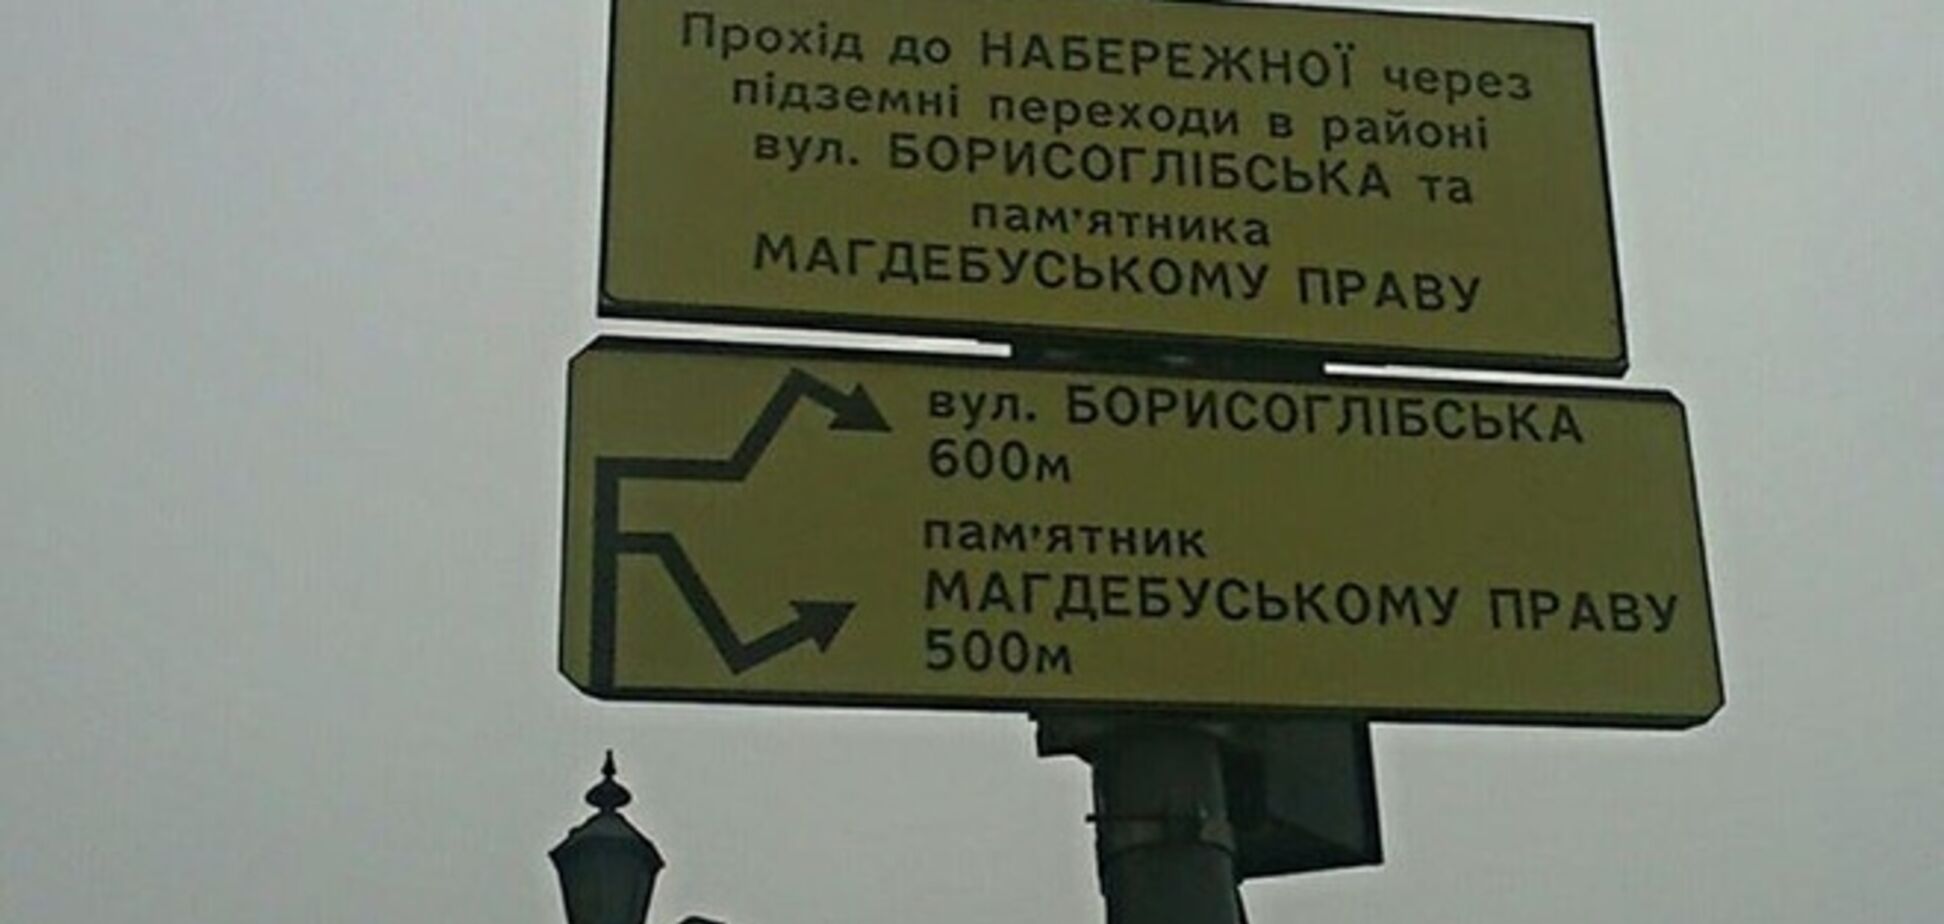 Прохід до НАБЕРЕЖНОЇ через
підземні переходи в районі
вул. БОРИСОГЛІБСЬКА та
пам'ятника
МАГДЕБУСЬКОМУ ПРАВУ
вул. БОРИСОГЛІБСЬКА
600м
пам'ятник
МАГДЕБУСЬКОМУ ПРАВУ
500м